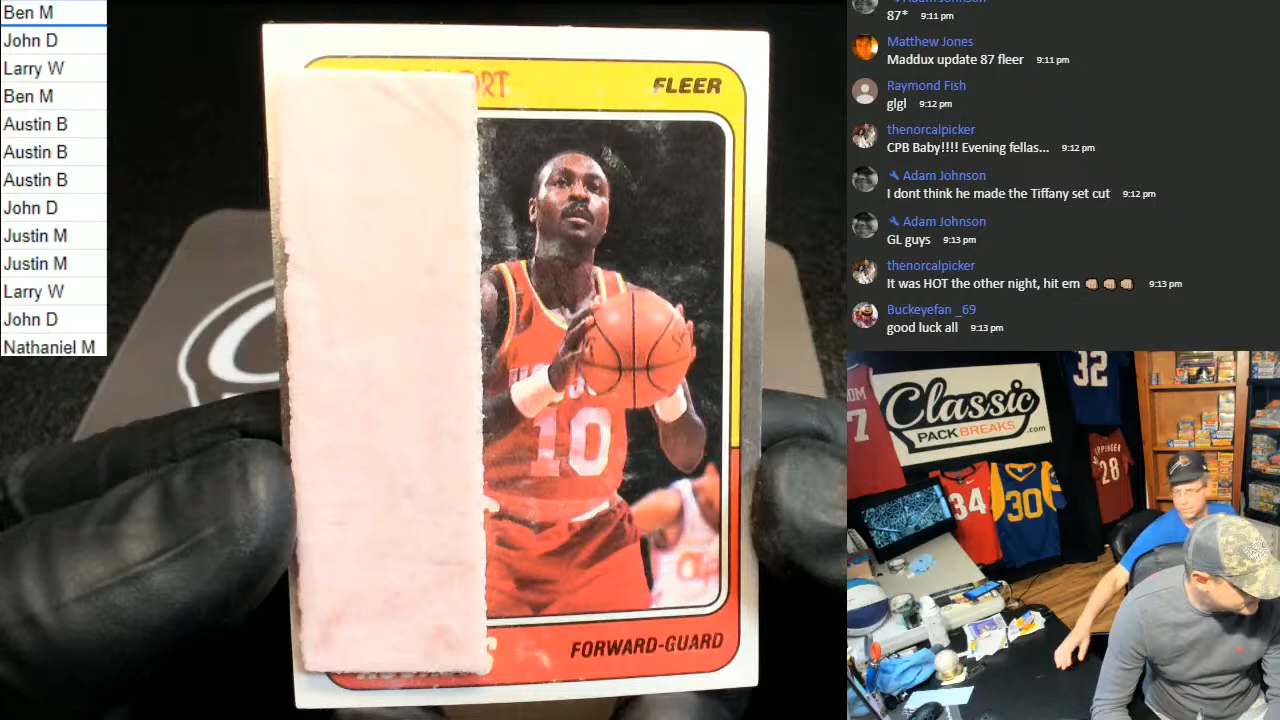 Ben M
John D
Larry W
Ben M
Austin B
Austin B
Austin B
John D
Justin M
Justin M
Larry W
John D
Nathaniel M
FLEER
10
FORWARD-GUARD
87* 9:11 pm
Matthew Jones
Maddux update 87 fleer 9:11 pm
Raymond Fish
glgl 9:12 pm
thenorcalpicker
CPB Baby!!!! Evening fellas... 9:12 pm
Adam Johnson
I dont think he made the Tiffany set cut 9:12 pm
Adam Johnson
GL guys 9:13 pm
thenorcalpicker
It was HOT the other night, hit em 👊🏽👊🏽👊🏽 9:13 pm
Buckeyefan _69
good luck all 9:13 pm
Classic
PACK BREAKS .com
32
7
34
30
28